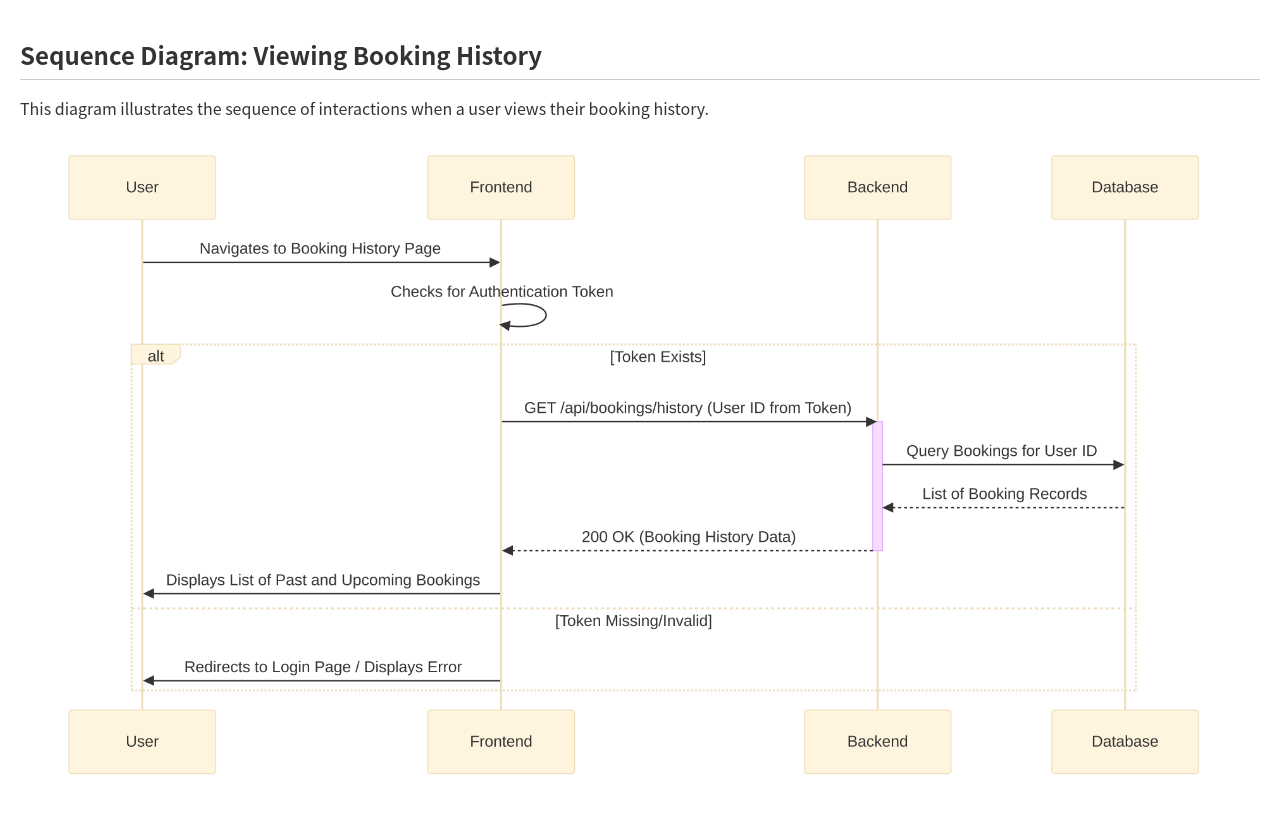 Sequence Diagram: Viewing Booking History
This diagram illustrates the sequence of interactions when a user views their booking history.
User
Frontend
Backend
Database
Navigates to Booking History Page
Checks for Authentication Token
alt
[Token Exists]
GET /api/bookings/history (User ID from Token)
Query Bookings for User ID
List of Booking Records
200 OK (Booking History Data)
Displays List of Past and Upcoming Bookings
[Token Missing/Invalid]
Redirects to Login Page / Displays Error
User
Frontend
Backend
Database